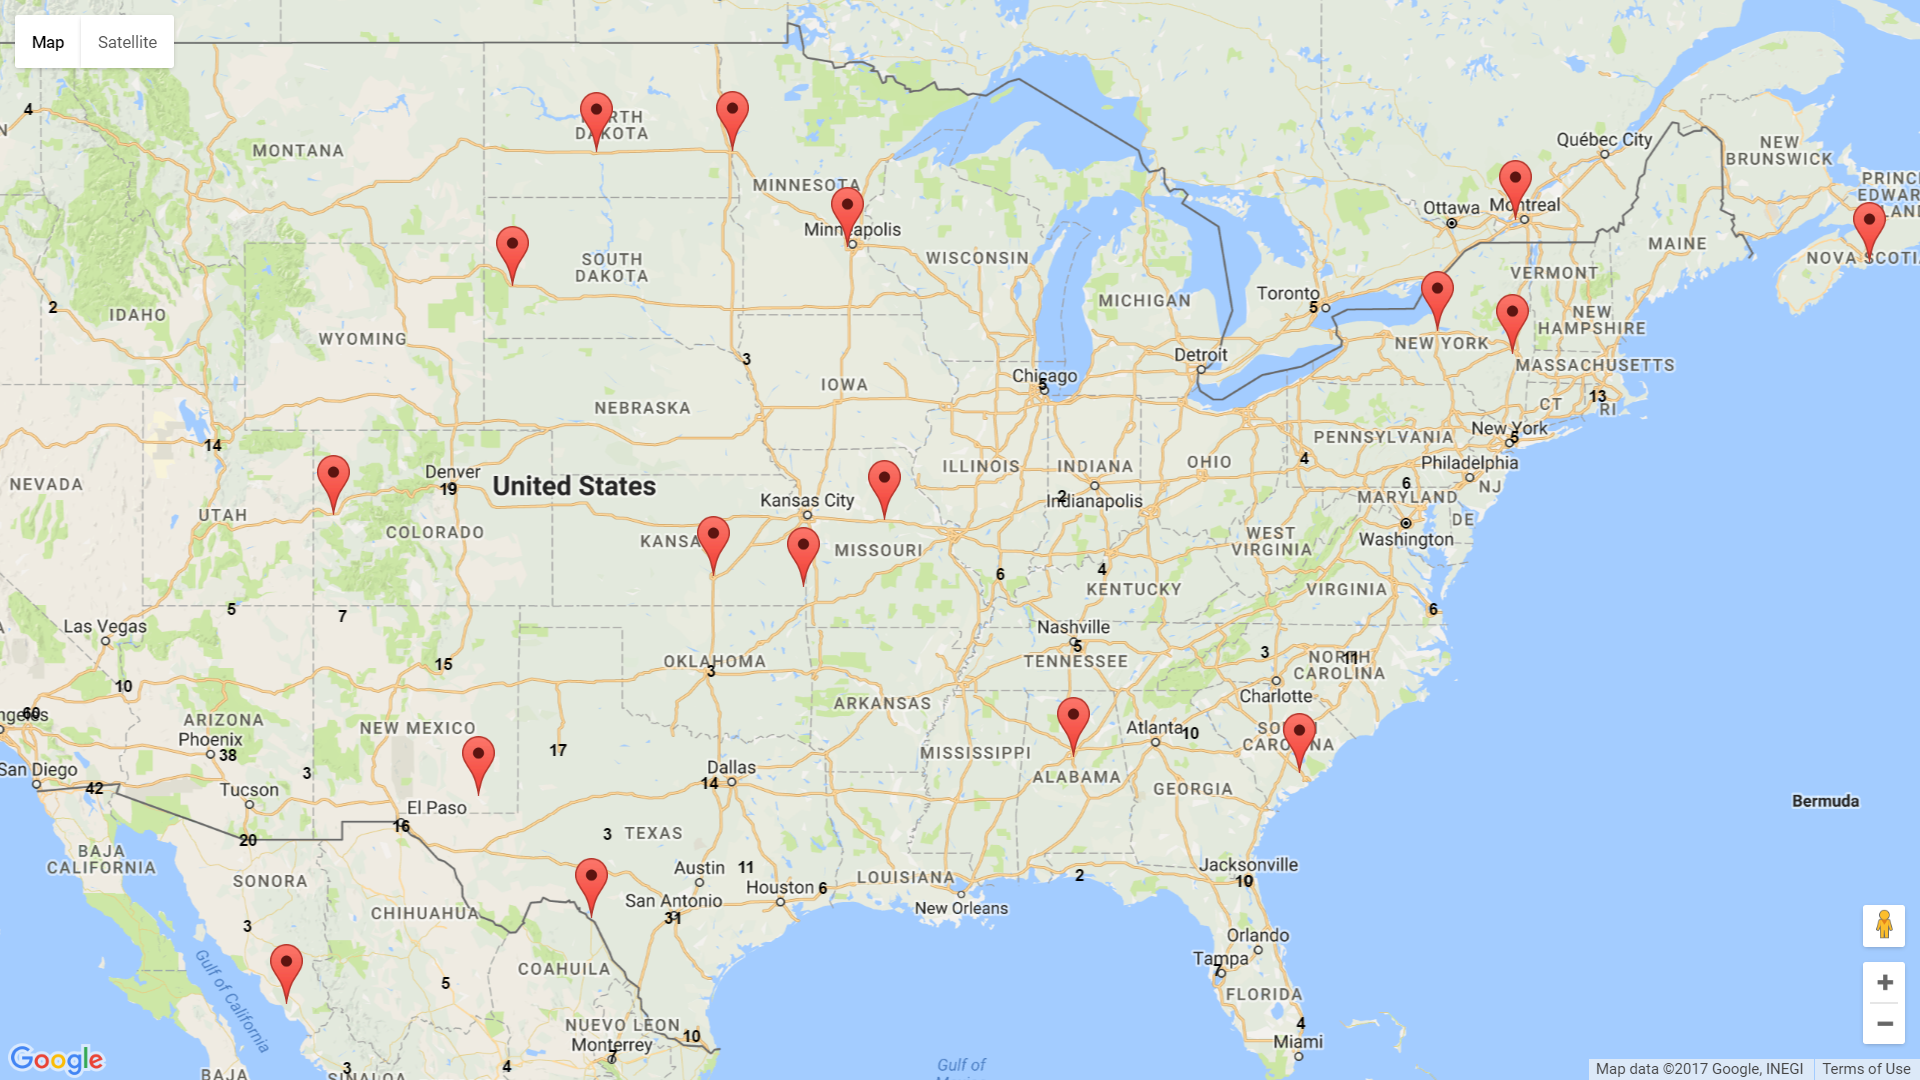 Map
Satellite
4
N
MONTANA
NORTH
DAKOTA
MINNESOTA
Minneapolis
Québec City
NEW
BRUNSWICK
PRINC
EDWAR
LAND
Ottawa
Montreal
NOVA SCOTIA
MAINE
VERMONT
SOUTH
DAKOTA
WISCONSIN
MICHIGAN
Toronto
5
2
IDAHO
WYOMING
NEW
HAMPSHIRE
NEW YORK
MASSACHUSETTS
3
Detroit
Chicago
5
IOWA
13
CT
RI
NEBRASKA
14
New York
5
PENNSYLVANIA
4
Philadelphia
Denver
19
United States
ILLINOIS
INDIANA
OHIO
6
NJ
NEVADA
2
Indianapolis
MARYLAND
DE
Kansas City
UTAH
COLORADO
KANSAS
MISSOURI
WEST
VIRGINIA
Washington
6
4
KENTUCKY
VIRGINIA
6
5
7
Las Vegas
Nashville
5
TENNESSEE
15
OKLAHOMA
3
3
NORTH
CAROLINA
11
10
Charlotte
ARKANSAS
ngeles
60
ARIZONA
Phoenix
38
NEW MEXICO
17
MISSISSIPPI
Atlanta
10
SOUTH
CAROLINA
San Diego
3
42
Tucson
Dallas
14
ALABAMA
GEORGIA
Bermuda
El Paso
16
20
3
TEXAS
BAJA
CALIFORNIA
SONORA
Austin
11
Houston
6
LOUISIANA
2
Jacksonville
10
San Antonio
31
New Orleans
CHIHUAHUA
3
Orlando
Tampa
7
Gulf of California
5
COAHUILA
FLORIDA
NUEVO LEON
Monterrey
7
10
4
Miami
Google
BAJA
3
SINALOA
4
Gulf of
Map data ©2017 Google, INEGI
Terms of Use